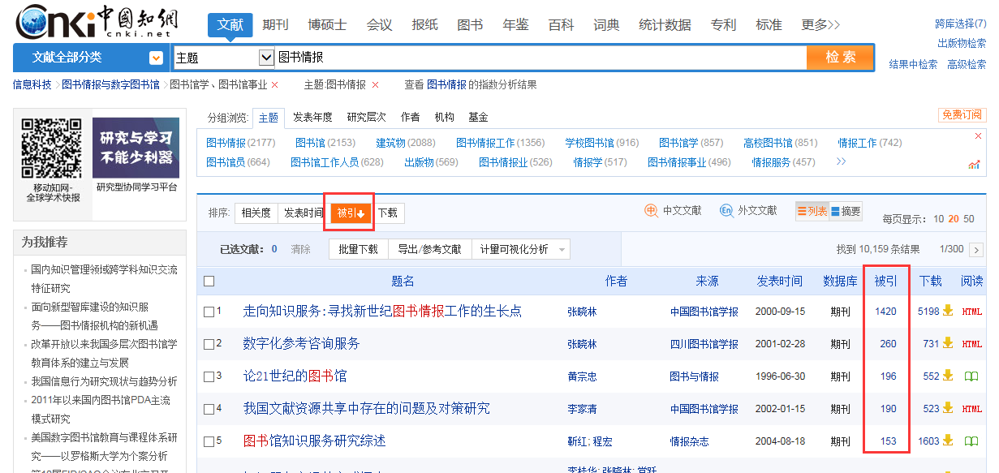 Cnki中国知网
cnki.net
文献 期刊 博硕士 会议 报纸 图书 年鉴 百科 词典 统计数据 专利 标准 更多>>
跨库选择(7)
出版物检索
文献全部分类 主题 图书情报 检索 结果中检索 高级检索
信息科技 > 图书情报与数字图书馆 > 图书馆学、图书馆事业 × 主题:图书情报 × 查看 图书情报 的指数分析结果
研究与学习
不能少利器
移动知网-
全球学术快报
研究型协同学习平台
分组浏览: 主题 发表年度 研究层次 作者 机构 基金 免费订阅
图书情报(2177) 图书馆(2153) 建筑物(2088) 图书情报工作(1356) 学校图书馆(916) 图书馆学(857) 高校图书馆(851) 情报工作(742) ×
图书馆员(664) 图书馆工作人员(628) 出版物(569) 图书情报业(526) 情报学(517) 图书情报事业(496) 情报服务(457) >>
排序: 相关度 发表时间 被引↓ 下载 中 中文文献 En 外文文献 列表 摘要 每页显示: 10 20 50
已选文献: 0 清除 批量下载 导出/参考文献 计量可视化分析 找到 10,159 条结果 1/300 >
题名 作者 来源 发表时间 数据库 被引 下载 阅读
1 走向知识服务:寻找新世纪图书情报工作的生长点 张晓林 中国图书馆学报 2000-09-15 期刊 1420 5198 HTML
2 数字化参考咨询服务 张晓林 四川图书馆学报 2001-02-28 期刊 260 731 HTML
3 论21世纪的图书馆 黄宗忠 图书与情报 1996-06-30 期刊 196 552
4 我国文献资源共享中存在的问题及对策研究 李家清 中国图书馆学报 2002-01-15 期刊 190 523 HTML
5 图书馆知识服务研究综述 靳红; 程宏 情报杂志 2004-08-18 期刊 153 1603
为我推荐
国内知识管理领域跨学科知识交流
特征研究
面向新型智库建设的知识服
务——图书情报机构的新机遇
改革开放以来我国多层次图书馆学
教育体系的建立与发展
我国信息行为研究现状与趋势分析
2011年以来国内图书馆PDA主流
模式研究
美国数字图书馆教育与课程体系研
究——以罗格斯大学为个案分析